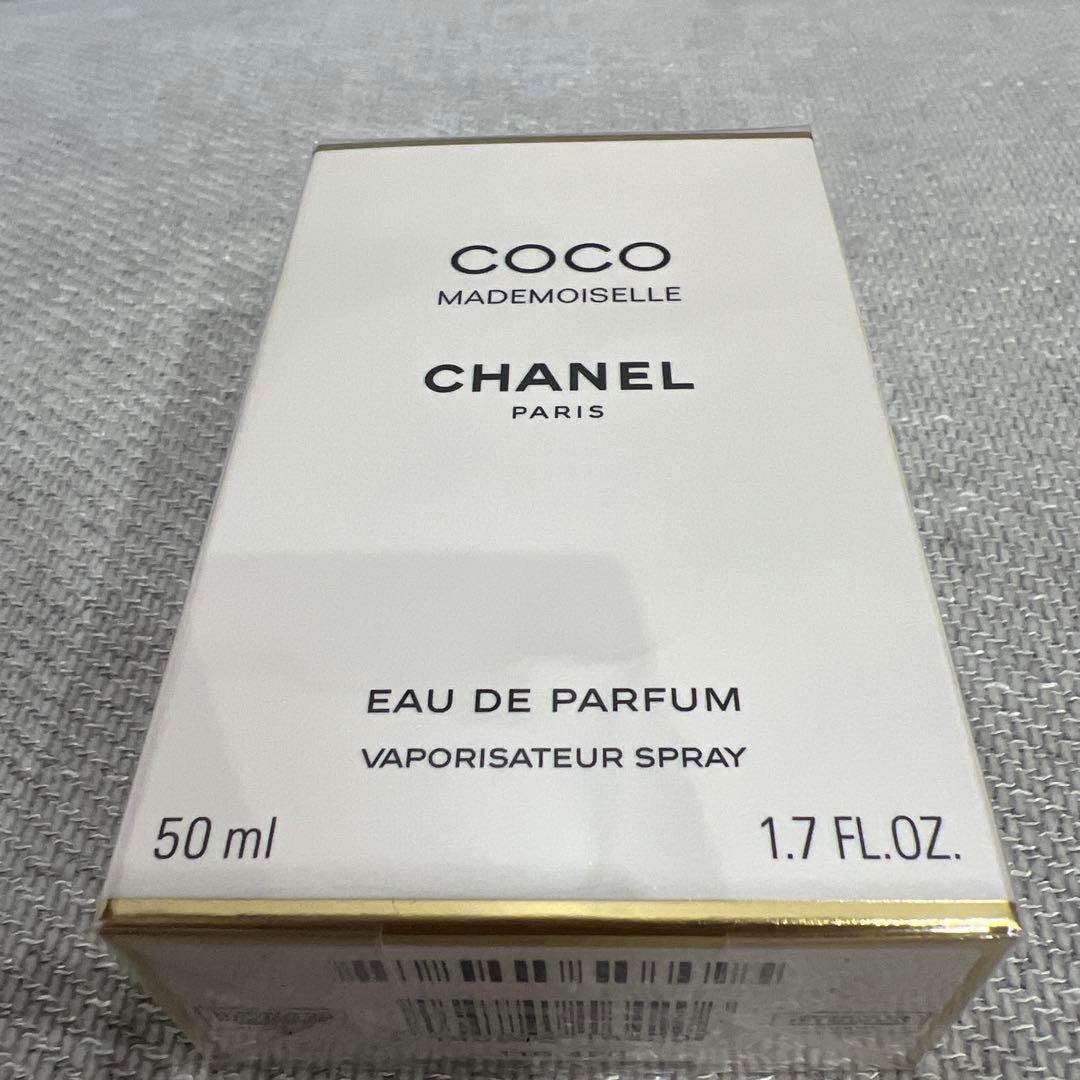 COCO
MADEMOISELLE
CHANEL
PARIS
EAU DE PARFUM
VAPORISATEUR SPRAY
50 ml
1.7 FL.OZ.